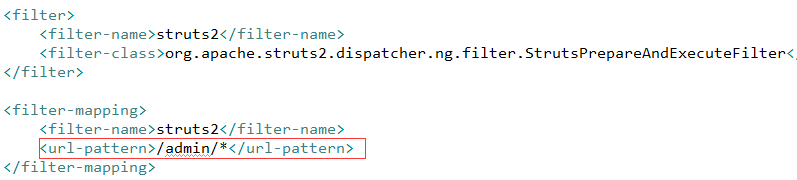 <filter>
<filter-name>struts2</filter-name>
<filter-class>org.apache.struts2.dispatcher.ng.filter.StrutsPrepareAndExecuteFilter</
</filter>
<filter-mapping>
<filter-name>struts2</filter-name>
<url-pattern>/admin/*</url-pattern>
</filter-mapping>